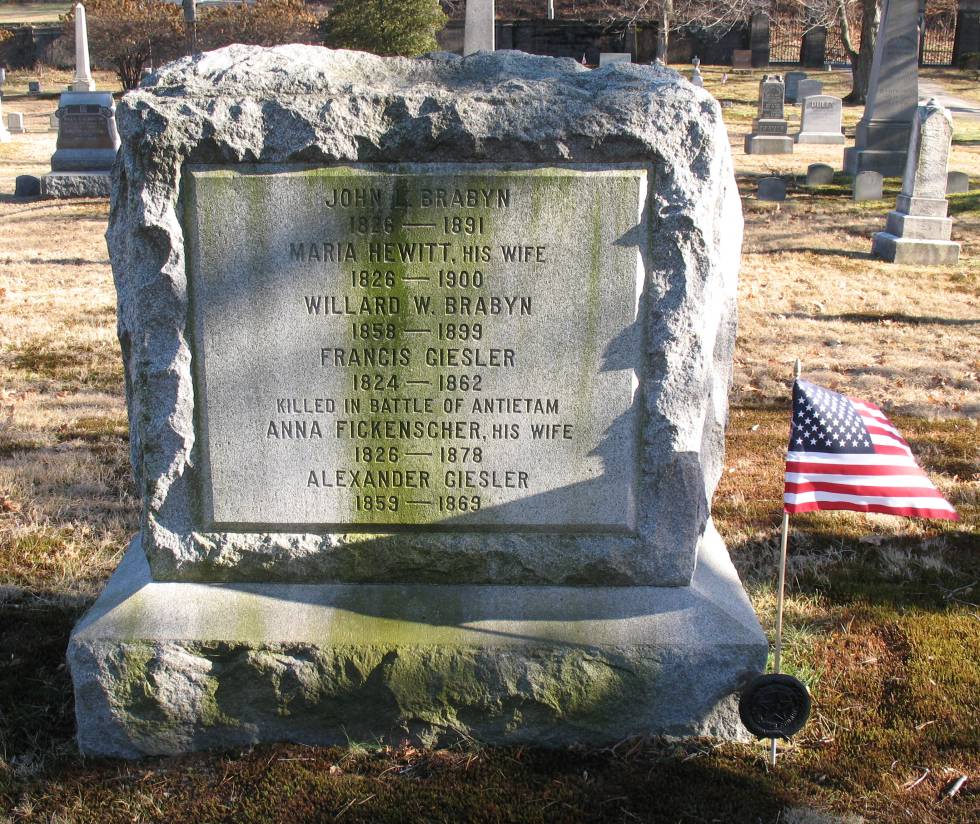 JOHN L. BRABYN
1826 — 1891
MARIA HEWITT, HIS WIFE
1826 — 1900
WILLARD W. BRABYN
1858 — 1899
FRANCIS GIESLER
1824 — 1862
KILLED IN BATTLE OF ANTIETAM
ANNA FICKENSCHER, HIS WIFE
1826 — 1878
ALEXANDER GIESLER
1859 — 1869